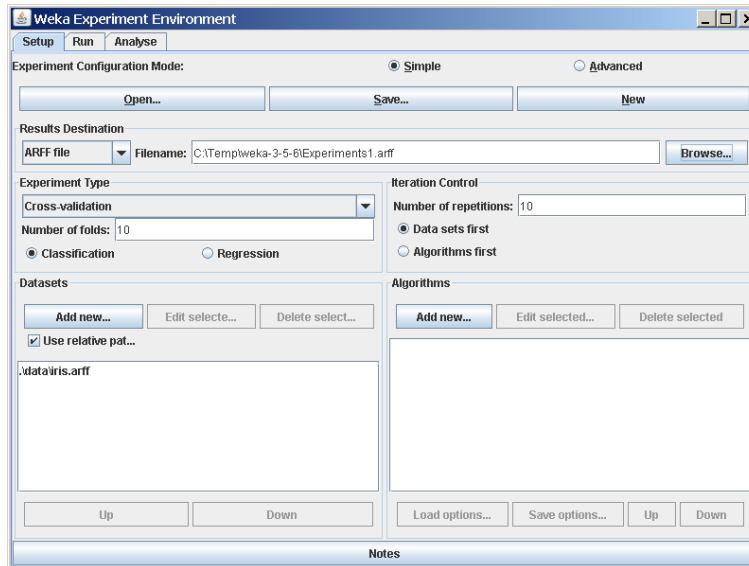 Weka Experiment Environment
Setup Run Analyse
Experiment Configuration Mode: Simple Advanced
Open... Save... New
Results Destination
ARFF file Filename: C:\Temp\weka-3-5-6\Experiments1.arff Browse...
Experiment Type
Cross-validation
Number of folds: 10
Classification Regression
Iteration Control
Number of repetitions: 10
Data sets first
Algorithms first
Datasets
Add new... Edit selecte... Delete select...
Use relative pat...
.\data\iris.arff
Up Down
Algorithms
Add new... Edit selected... Delete selected
Load options... Save options... Up Down
Notes